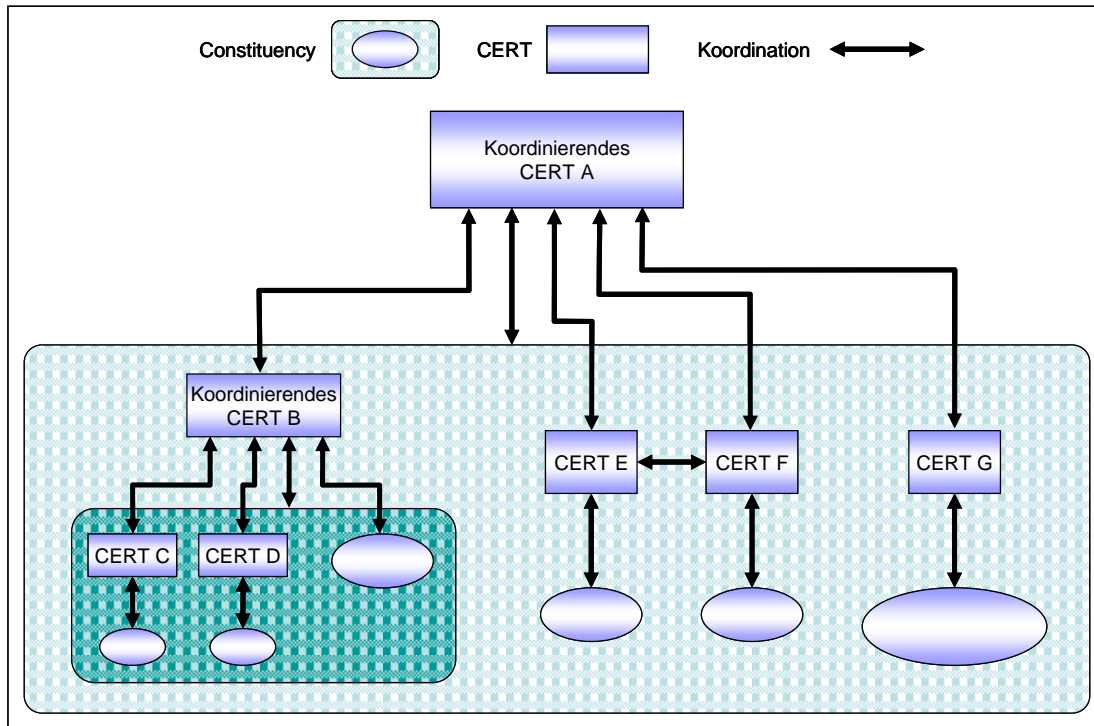 Constituency
CERT
Koordination
Koordinierendes
CERT A
Koordinierendes
CERT B
CERT E
CERT F
CERT G
CERT C
CERT D